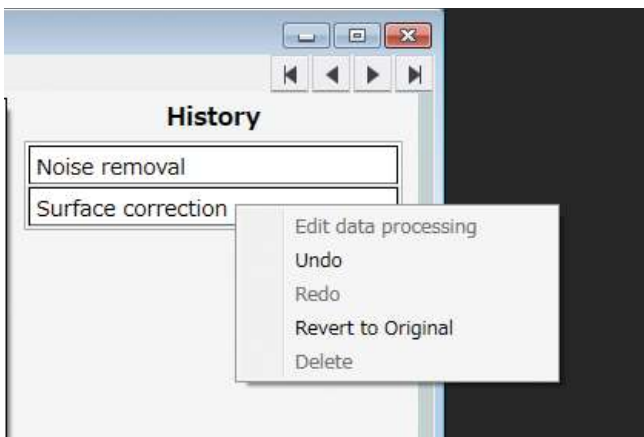 History
Noise removal
Surface correction
Edit data processing
Undo
Redo
Revert to Original
Delete